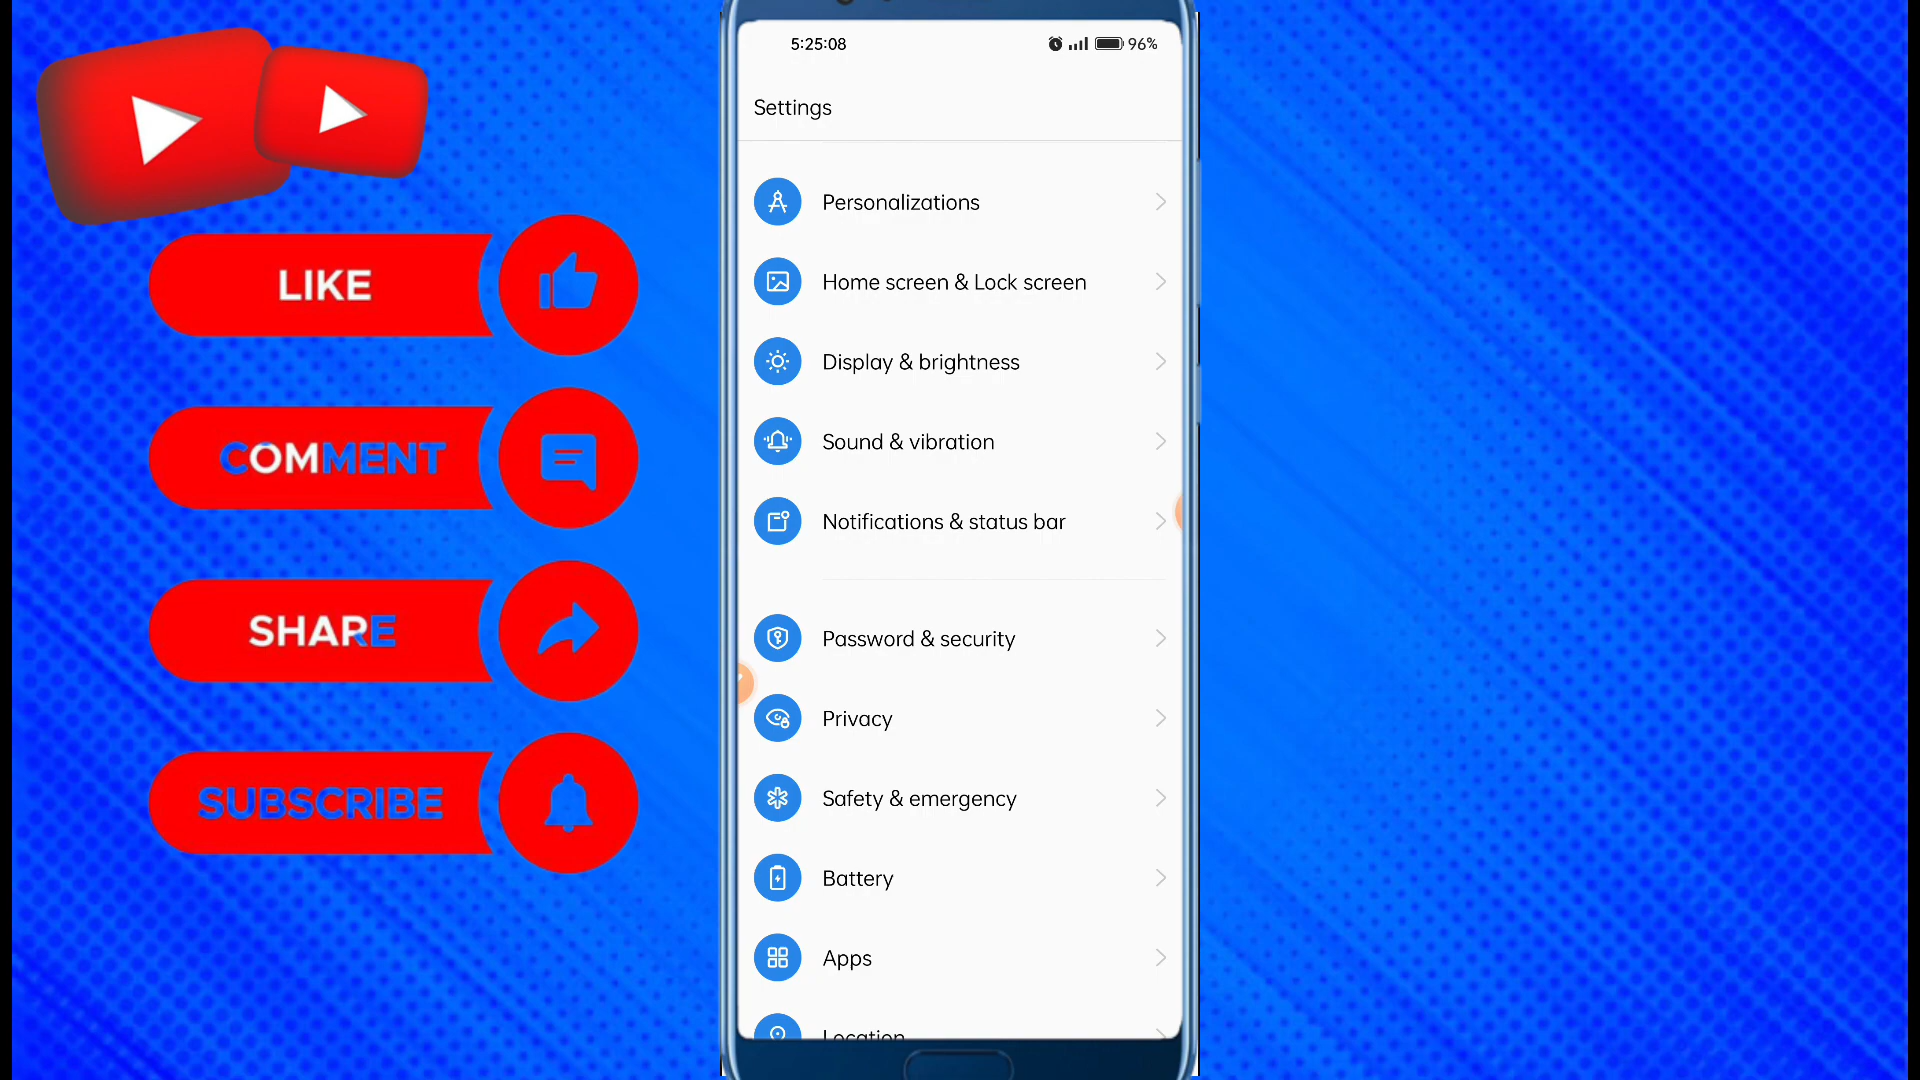 LIKE
COMMENT
SHARE
SUBSCRIBE
5:25:08
96%
Settings
Personalizations
Home screen & Lock screen
Display & brightness
Sound & vibration
Notifications & status bar
Password & security
Privacy
Safety & emergency
Battery
Apps
Location